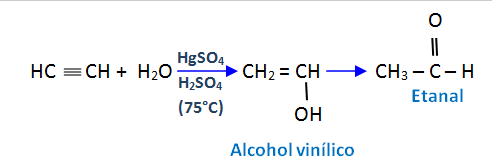 O
||
HC ≡ CH + H₂O HgSO₄ CH₂ = CH CH₃ – C – H
H₂SO₄
(75°C)
OH
Etanal
Alcohol vinílico